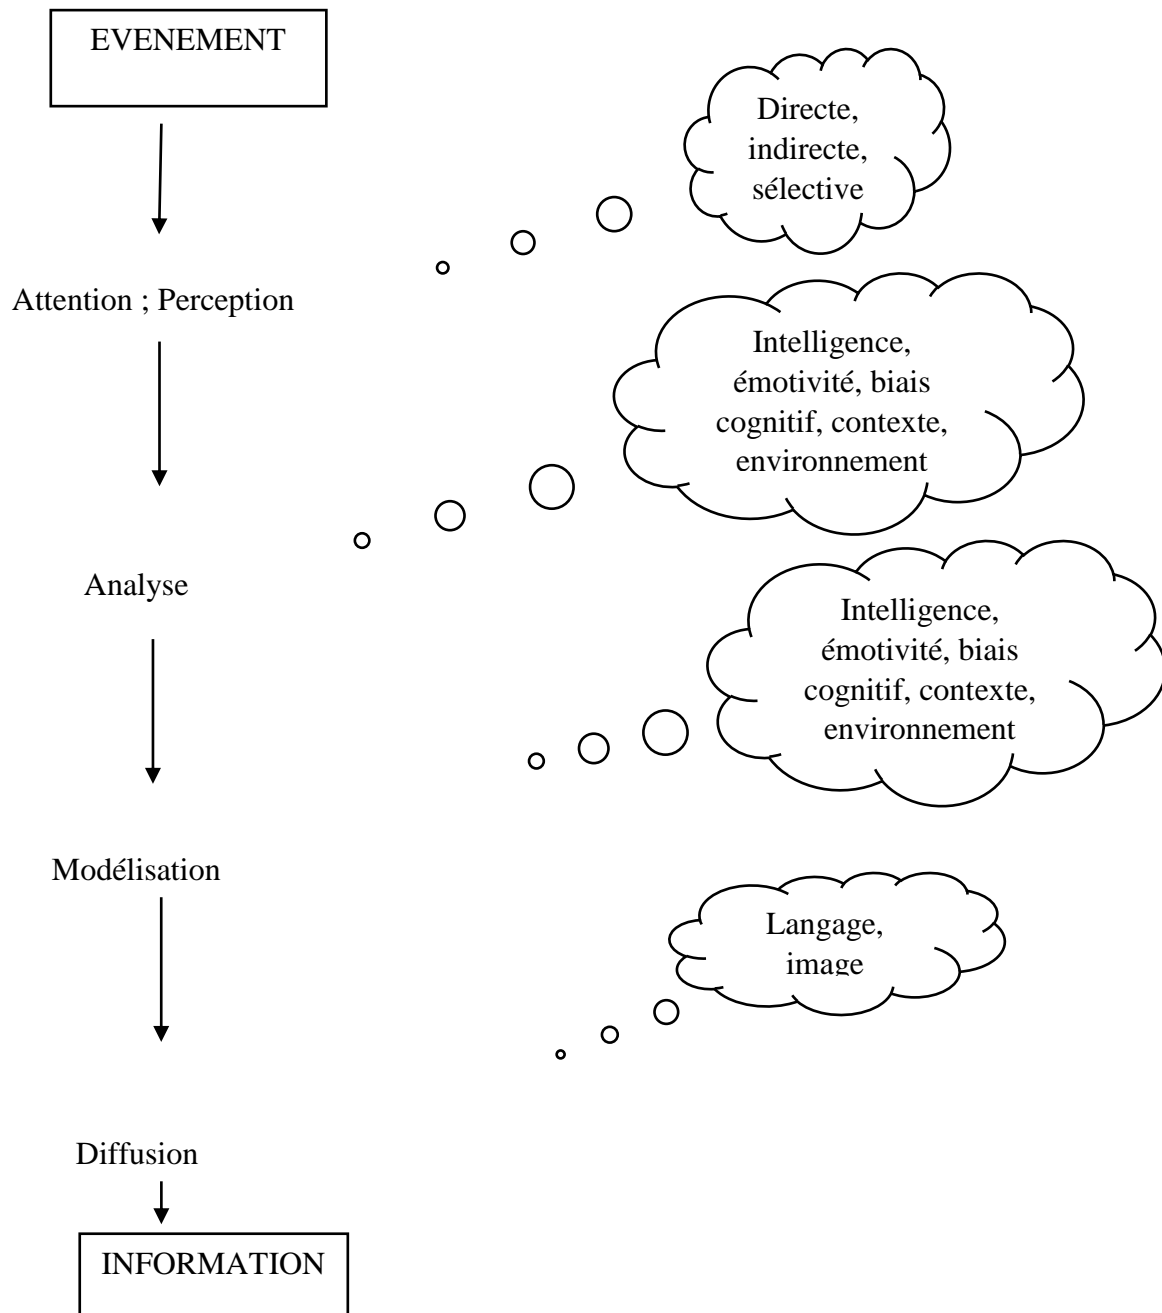 EVENEMENT
Directe,
indirecte,
sélective
Attention ; Perception
Intelligence,
émotivité, biais
cognitif, contexte,
environnement
Analyse
Intelligence,
émotivité, biais
cognitif, contexte,
environnement
Modélisation
Langage,
image
Diffusion
INFORMATION